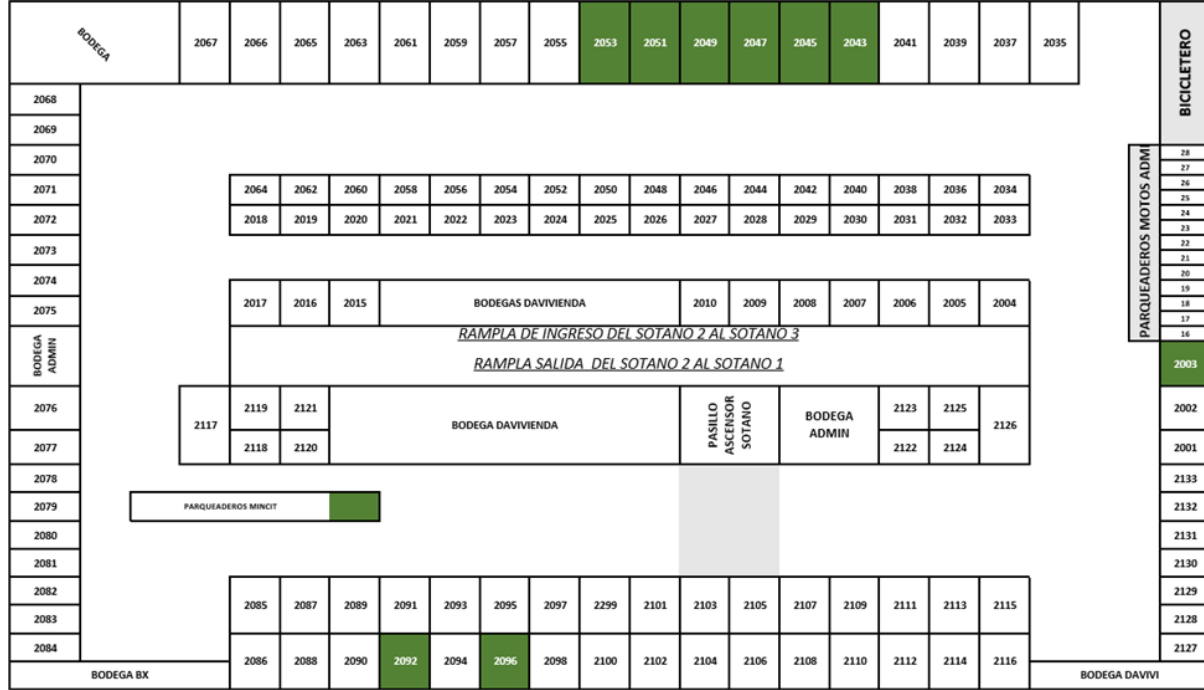 BODEGA
2067 2066 2065 2063 2061 2059 2057 2055 2053 2051 2049 2047 2045 2043 2041 2039 2037 2035
BICICLETERO
2068
2069
2070
2071
2072
2073
2074
2075
BODEGA
ADMIN
2076
2077
2078
2079
2080
2081
2082
2083
2084
2064 2062 2060 2058 2056 2054 2052 2050 2048 2046 2044 2042 2040 2038 2036 2034
2018 2019 2020 2021 2022 2023 2024 2025 2026 2027 2028 2029 2030 2031 2032 2033
2017 2016 2015 BODEGAS DAVIVIENDA 2010 2009 2008 2007 2006 2005 2004
RAMPLA DE INGRESO DEL SOTANO 2 AL SOTANO 3
RAMPLA SALIDA DEL SOTANO 2 AL SOTANO 1
2117
2119 2121
2118 2120
BODEGA DAVIVIENDA
PASILLO
ASCENSOR
SOTANO
BODEGA
ADMIN
2123 2125
2122 2124
2126
PARQUEADEROS MINCIT
2085 2087 2089 2091 2093 2095 2097 2299 2101 2103 2105 2107 2109 2111 2113 2115
2086 2088 2090 2092 2094 2096 2098 2100 2102 2104 2106 2108 2110 2112 2114 2116
BODEGA BX
BODEGA DAVIVI
PARQUEADEROS MOTOS ADMI
28
27
26
25
24
23
22
21
20
19
18
17
16
2003
2002
2001
2133
2132
2131
2130
2129
2128
2127